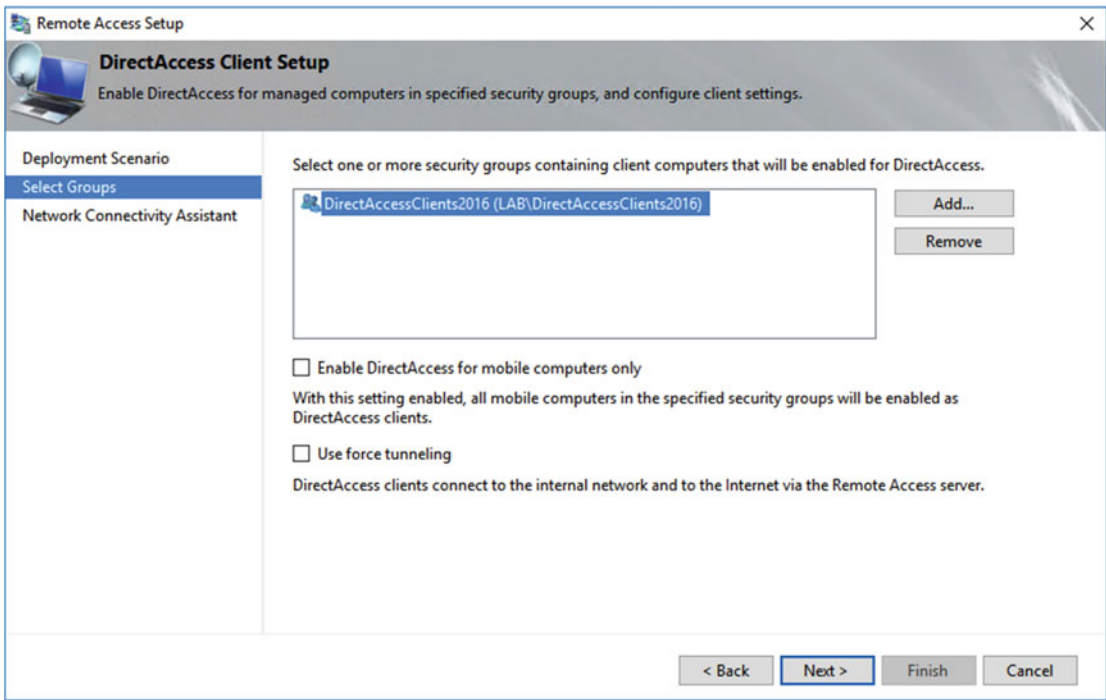 Remote Access Setup
DirectAccess Client Setup
Enable DirectAccess for managed computers in specified security groups, and configure client settings.
Deployment Scenario
Select Groups
Network Connectivity Assistant
Select one or more security groups containing client computers that will be enabled for DirectAccess.
DirectAccessClients2016 (LAB\DirectAccessClients2016)
Add...
Remove
Enable DirectAccess for mobile computers only
With this setting enabled, all mobile computers in the specified security groups will be enabled as
DirectAccess clients.
Use force tunneling
DirectAccess clients connect to the internal network and to the Internet via the Remote Access server.
< Back
Next >
Finish
Cancel